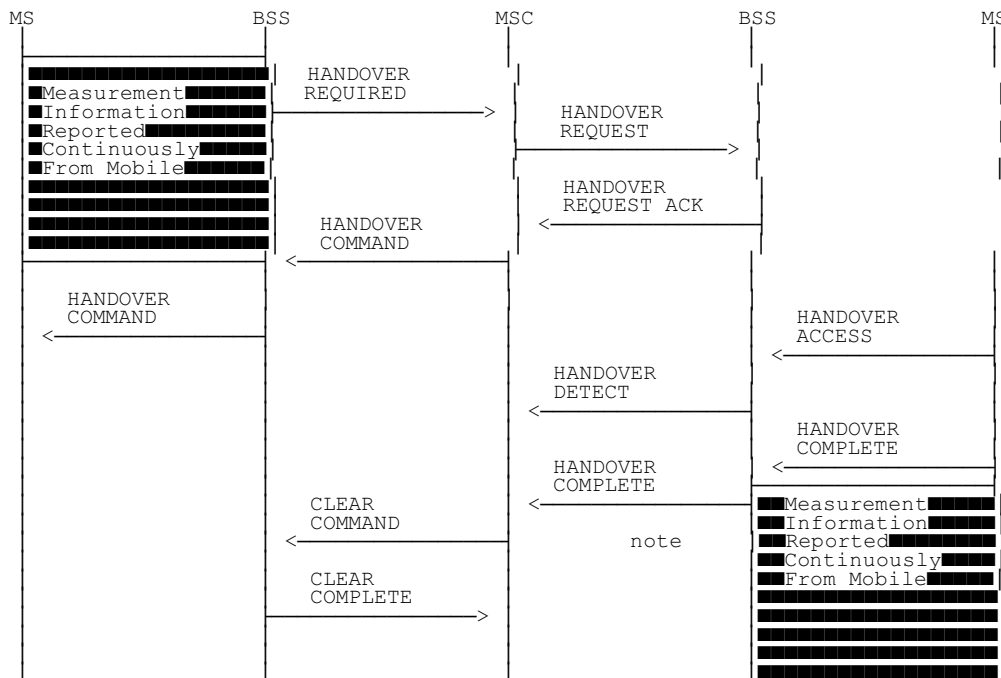 MS BSS MSC BSS MS
HANDOVER
REQUIRED
Measurement
Information
Reported
Continuously
From Mobile
HANDOVER
REQUEST
HANDOVER
REQUEST ACK
HANDOVER
COMMAND
HANDOVER
COMMAND
HANDOVER
ACCESS
HANDOVER
DETECT
HANDOVER
COMPLETE
HANDOVER
COMPLETE
CLEAR
COMMAND
note
Measurement
Information
Reported
Continuously
From Mobile
CLEAR
COMPLETE